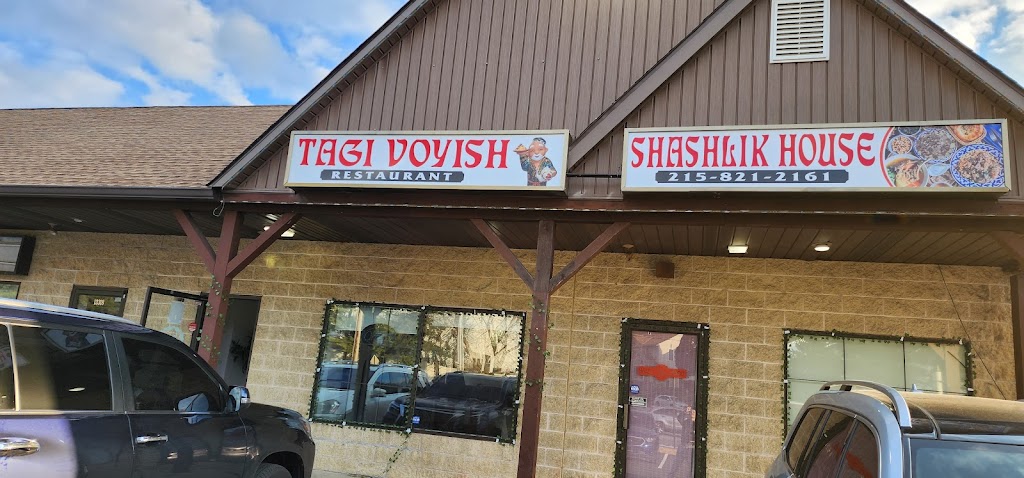 TAGI VOYISH
RESTAURANT
SHASHLIK HOUSE
215-821-2161